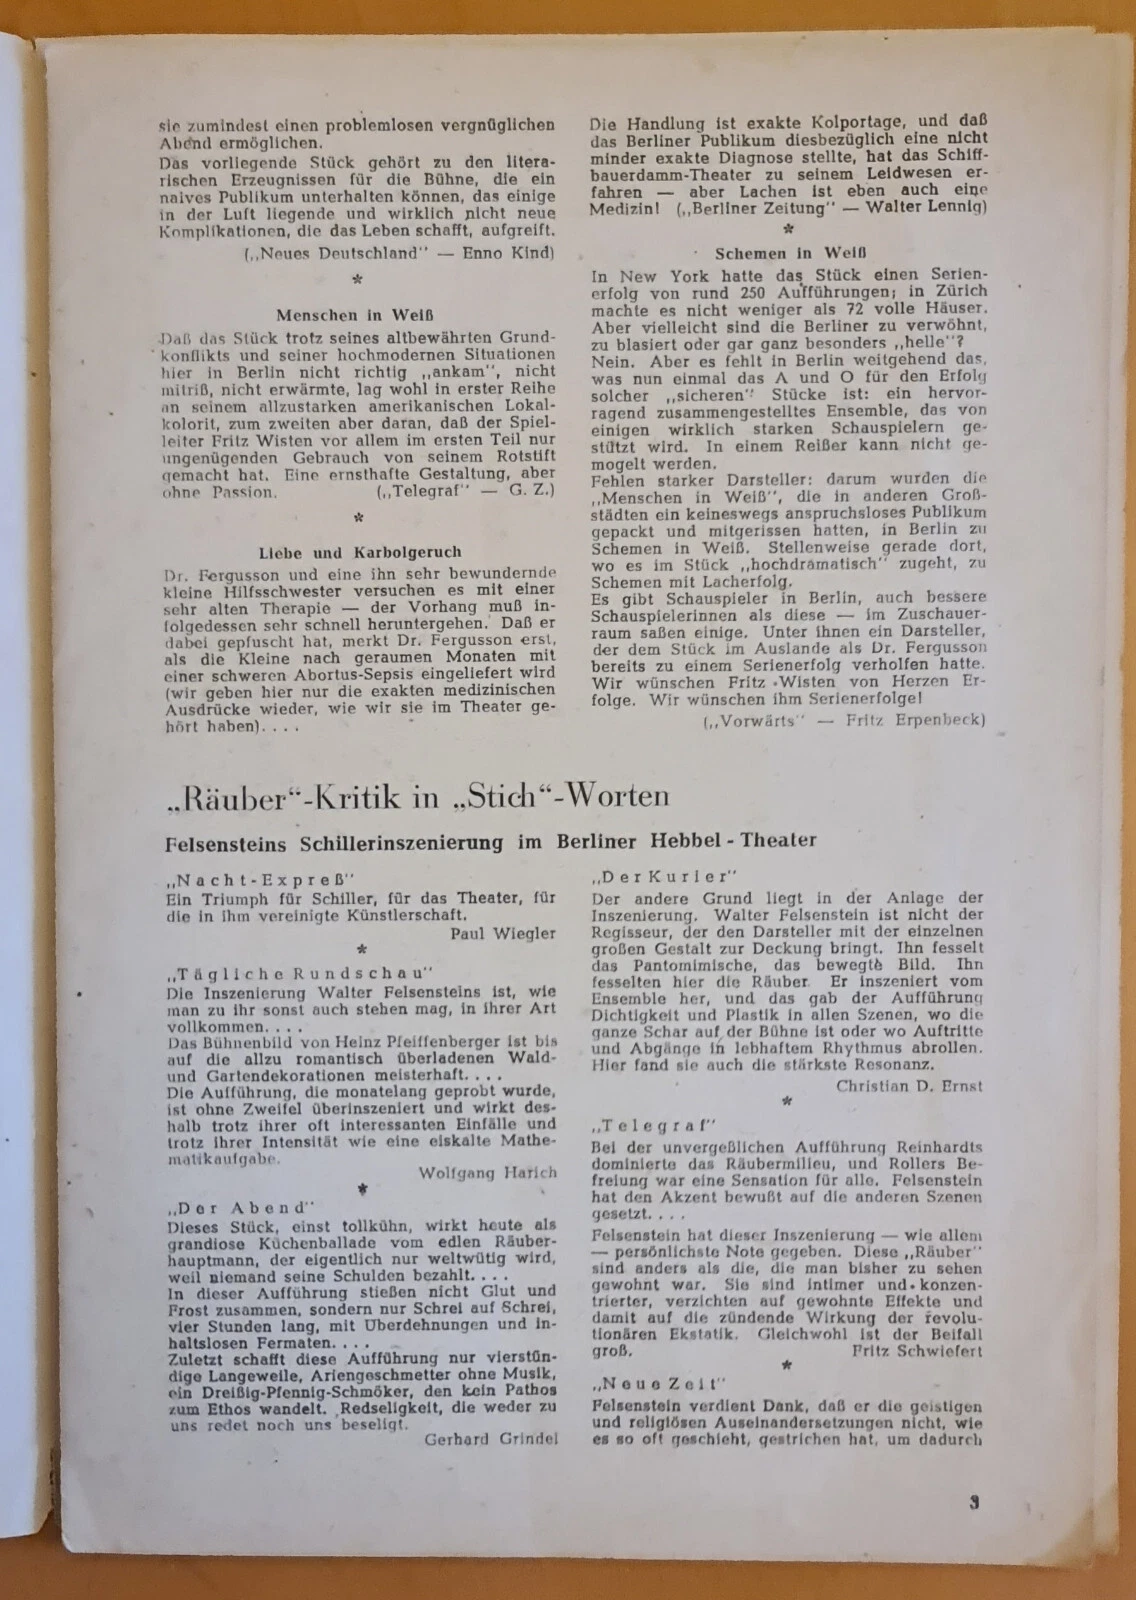 sie zumindest einen problemlosen vergnüglichen
Abend ermöglichen.
Das vorliegende Stück gehört zu den litera-
rischen Erzeugnissen für die Bühne, die ein
naives Publikum unterhalten können, das einige
in der Luft liegende und wirklich nicht neue
Komplikationen, die das Leben schafft, aufgreift.
(„Neues Deutschland" — Enno Kind)
*
Menschen in Weiß
Daß das Stück trotz seines altbewährten Grund-
konflikts und seiner hochmodernen Situationen
hier in Berlin nicht richtig „ankam", nicht
mitriß, nicht erwärmte, lag wohl in erster Reihe
an seinem allzustarken amerikanischen Lokal-
kolorit, zum zweiten aber daran, daß der Spiel-
leiter Fritz Wisten vor allem im ersten Teil nur
ungenügenden Gebrauch von seinem Rotstift
gemacht hat. Eine ernsthafte Gestaltung, aber
ohne Passion. („Telegraf" — G. Z.)
*
Liebe und Karbolgeruch
Dr. Fergusson und eine ihn sehr bewundernde
kleine Hilfsschwester versuchen es mit einer
sehr alten Therapie — der Vorhang muß in-
folgedessen sehr schnell heruntergehen. Daß er
dabei gepfuscht hat, merkt Dr. Fergusson erst,
als die Kleine nach geraumen Monaten mit
einer schweren Abortus-Sepsis eingeliefert wird
(wir geben hier nur die exakten medizinischen
Ausdrücke wieder, wie wir sie im Theater ge-
hört haben). . . .
Die Handlung ist exakte Kolportage, und daß
das Berliner Publikum diesbezüglich eine nicht
minder exakte Diagnose stellte, hat das Schiff-
bauerdamm-Theater zu seinem Leidwesen er-
fahren — aber Lachen ist eben auch eine
Medizin! („Berliner Zeitung" — Walter Lennig)
*
Schemen in Weiß
In New York hatte das Stück einen Serien-
erfolg von rund 250 Aufführungen; in Zürich
machte es nicht weniger als 72 volle Häuser.
Aber vielleicht sind die Berliner zu verwöhnt,
zu blasiert oder gar ganz besonders „helle"?
Nein. Aber es fehlt in Berlin weitgehend das,
was nun einmal das A und O für den Erfolg
solcher „sicheren" Stücke ist: ein hervor-
ragend zusammengestelltes Ensemble, das von
einigen wirklich starken Schauspielern ge-
stützt wird. In einem Reißer kann nicht ge-
mogelt werden.
Fehlen starker Darsteller: darum wurden die
„Menschen in Weiß", die in anderen Groß-
städten ein keineswegs anspruchsloses Publikum
gepackt und mitgerissen hatten, in Berlin zu
Schemen in Weiß. Stellenweise gerade dort,
wo es im Stück „hochdramatisch" zugeht, zu
Schemen mit Lacherfolg.
Es gibt Schauspieler in Berlin, auch bessere
Schauspielerinnen als diese — im Zuschauer-
raum saßen einige. Unter ihnen ein Darsteller,
der dem Stück im Auslande als Dr. Fergusson
bereits zu einem Serienerfolg verholfen hatte.
Wir wünschen Fritz Wisten von Herzen Er-
folge. Wir wünschen ihm Serienerfolge!
(„Vorwärts" — Fritz Erpenbeck)
„Räuber"-Kritik in „Stich"-Worten
Felsensteins Schillerinszenierung im Berliner Hebbel-Theater
„Nacht-Expreß"
Ein Triumph für Schiller, für das Theater, für
die in ihm vereinigte Künstlerschaft.
Paul Wiegler
*
„Tägliche Rundschau"
Die Inszenierung Walter Felsensteins ist, wie
man zu ihr sonst auch stehen mag, in ihrer Art
vollkommen. . . .
Das Bühnenbild von Heinz Pfeiffenberger ist bis
auf die allzu romantisch überladenen Wald-
und Gartendekorationen meisterhaft. . . .
Die Aufführung, die monatelang geprobt wurde,
ist ohne Zweifel überinszeniert und wirkt des-
halb trotz ihrer oft interessanten Einfälle und
trotz ihrer Intensität wie eine eiskalte Mathe-
matikaufgabe.
Wolfgang Harich
*
„Der Abend"
Dieses Stück, einst tollkühn, wirkt heute als
grandiose Küchenballade vom edlen Räuber-
hauptmann, der eigentlich nur weltwütig wird,
weil niemand seine Schulden bezahlt. . . .
In dieser Aufführung stießen nicht Glut und
Frost zusammen, sondern nur Schrei auf Schrei,
vier Stunden lang, mit Überdehnungen und in-
haltslosen Fermaten. . . .
Zuletzt schafft diese Aufführung nur vierstün-
dige Langeweile, Ariengeschmetter ohne Musik,
ein Dreißig-Pfennig-Schmöker, den kein Pathos
zum Ethos wandelt. Redseligkeit, die weder zu
uns redet noch uns beseligt.
Gerhard Grindel
„Der Kurier"
Der andere Grund liegt in der Anlage der
Inszenierung. Walter Felsenstein ist nicht der
Regisseur, der den Darsteller mit der einzelnen
großen Gestalt zur Deckung bringt. Ihn fesselt
das Pantomimische, das bewegte Bild. Ihn
fesselten hier die Räuber. Er inszeniert vom
Ensemble her, und das gab der Aufführung
Dichtigkeit und Plastik in allen Szenen, wo die
ganze Schar auf der Bühne ist oder wo Auftritte
und Abgänge in lebhaftem Rhythmus abrollen.
Hier fand sie auch die stärkste Resonanz.
Christian D. Ernst
*
„Telegraf"
Bei der unvergeßlichen Aufführung Reinhardts
dominierte das Räubermilieu, und Rollers Be-
freiung war eine Sensation für alle. Felsenstein
hat den Akzent bewußt auf die anderen Szenen
gesetzt. . . .
Felsenstein hat dieser Inszenierung — wie allem
— persönlichste Note gegeben. Diese „Räuber"
sind anders als die, die man bisher zu sehen
gewohnt war. Sie sind intimer und konzen-
trierter, verzichten auf gewohnte Effekte und
damit auf die zündende Wirkung der revolu-
tionären Ekstatik. Gleichwohl ist der Beifall
groß. Fritz Schwiefert
*
„Neue Zeit"
Felsenstein verdient Dank, daß er die geistigen
und religiösen Auseinandersetzungen nicht, wie
es so oft geschieht, gestrichen hat, um dadurch
3